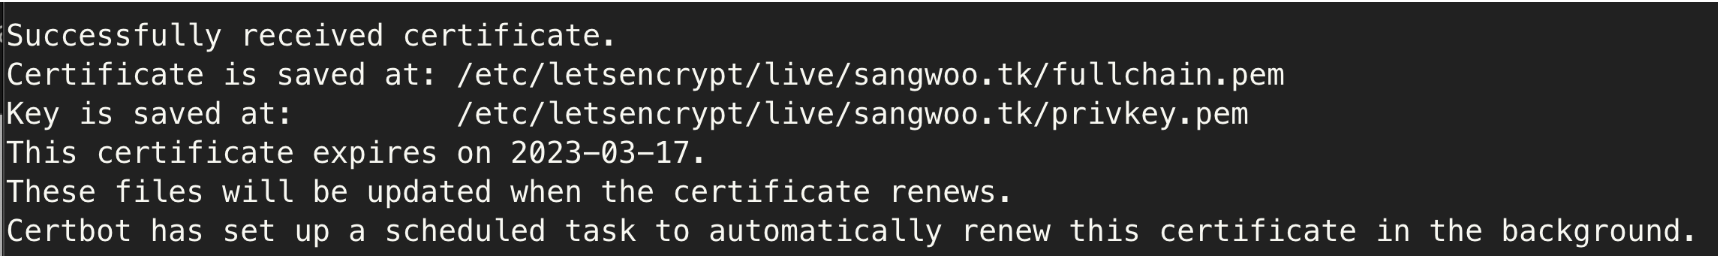 Successfully received certificate.
Certificate is saved at: /etc/letsencrypt/live/sangwoo.tk/fullchain.pem
Key is saved at:         /etc/letsencrypt/live/sangwoo.tk/privkey.pem
This certificate expires on 2023-03-17.
These files will be updated when the certificate renews.
Certbot has set up a scheduled task to automatically renew this certificate in the background.